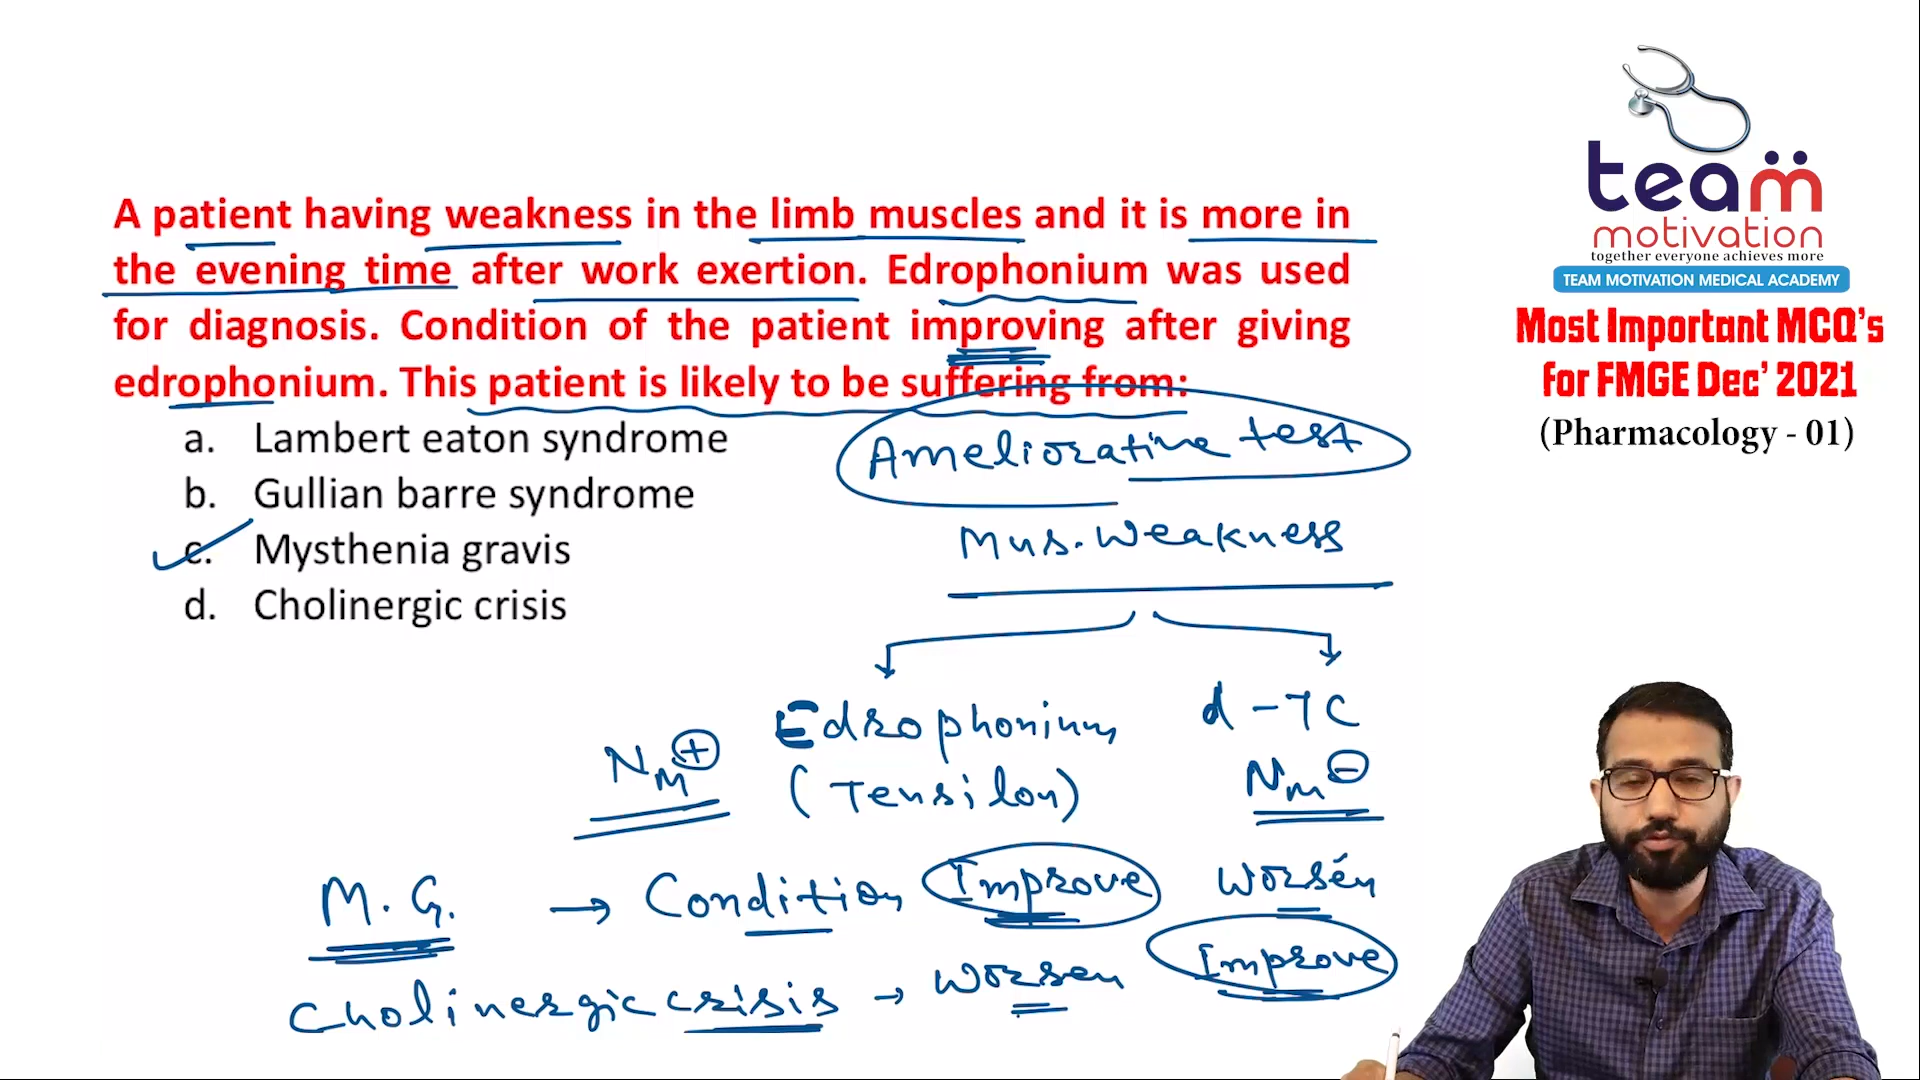 A patient having weakness in the limb muscles and it is more in
the evening time after work exertion. Edrophonium was used
for diagnosis. Condition of the patient improving after giving
edrophonium. This patient is likely to be suffering from:
a. Lambert eaton syndrome
b. Gullian barre syndrome
c. Mysthenia gravis
d. Cholinergic crisis
Ameliorative test
Mus. Weakness
Edrophonium
(Tensilon)
NM +
d-TC
NM -
M.G. → Condition Improve Worsen
Cholinergic crisis → Worsen Improve
team
motivation
together everyone achieves more
TEAM MOTIVATION MEDICAL ACADEMY
Most Important MCQ's
for FMGE Dec' 2021
(Pharmacology - 01)